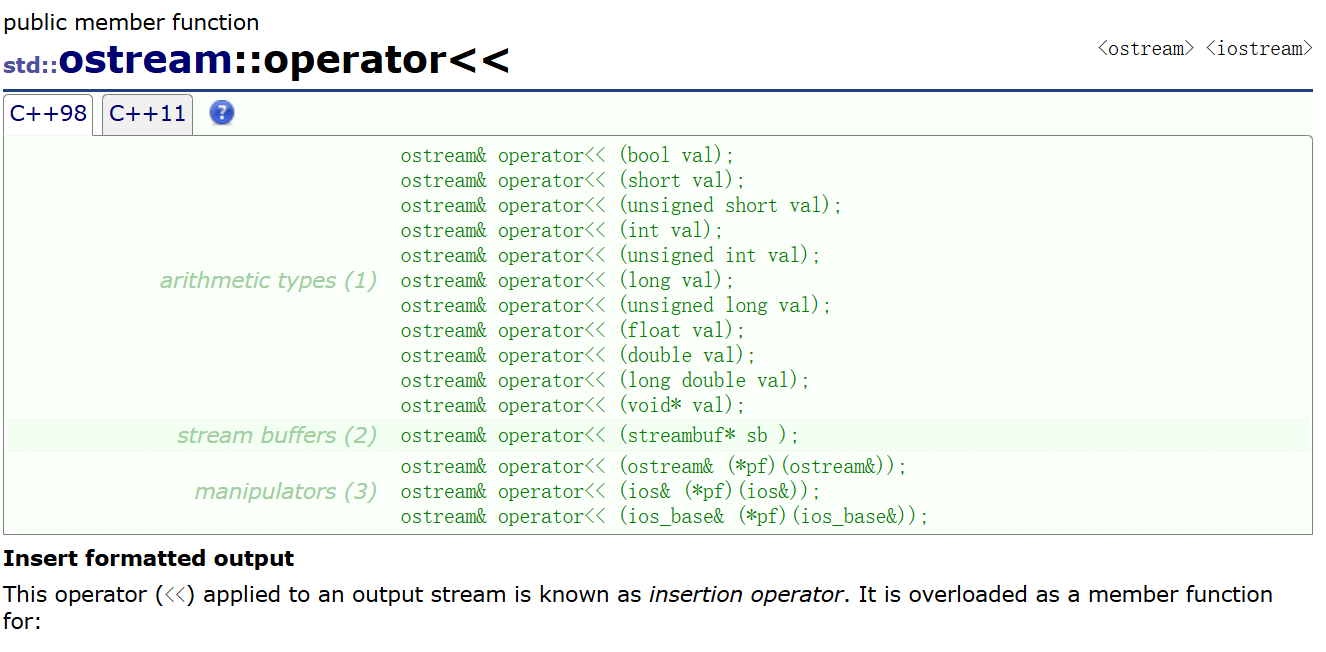 public member function
std::ostream::operator<<
<ostream> <iostream>
C++98 C++11 ?
arithmetic types (1)
ostream& operator<< (bool val);
ostream& operator<< (short val);
ostream& operator<< (unsigned short val);
ostream& operator<< (int val);
ostream& operator<< (unsigned int val);
ostream& operator<< (long val);
ostream& operator<< (unsigned long val);
ostream& operator<< (float val);
ostream& operator<< (double val);
ostream& operator<< (long double val);
ostream& operator<< (void* val);
stream buffers (2)
ostream& operator<< (streambuf* sb );
manipulators (3)
ostream& operator<< (ostream& (*pf)(ostream&));
ostream& operator<< (ios& (*pf)(ios&));
ostream& operator<< (ios_base& (*pf)(ios_base&));
Insert formatted output
This operator (<<) applied to an output stream is known as insertion operator. It is overloaded as a member function
for: